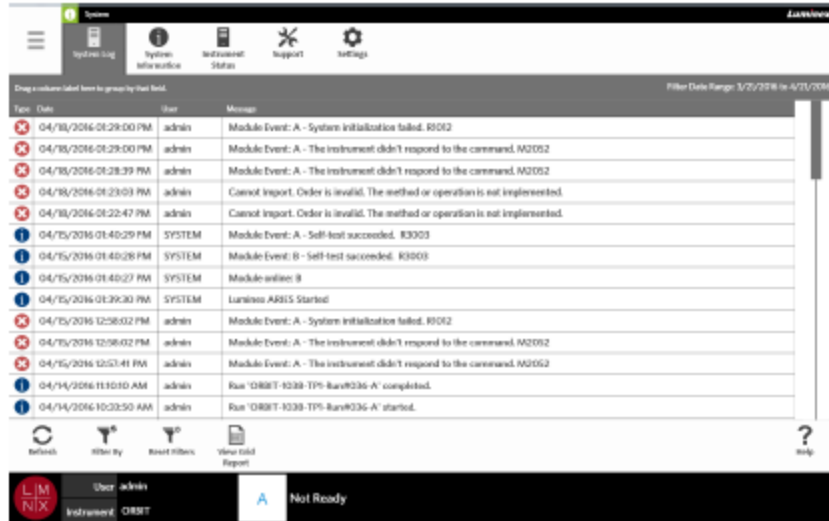 System
Luminex
System Log
System Information
Instrument Status
Support
Settings
Drag a column label here to group by that field.
Filter Date Range: 3/21/2016 to 4/21/2016
Type Date User Message
04/18/2016 01:29:00 PM admin Module Event: A - System initialization failed. R1012
04/18/2016 01:29:00 PM admin Module Event: A - The instrument didn't respond to the command. M2052
04/18/2016 01:28:39 PM admin Module Event: A - The instrument didn't respond to the command. M2052
04/18/2016 01:23:03 PM admin Cannot Import. Order is invalid. The method or operation is not implemented.
04/18/2016 01:22:47 PM admin Cannot Import. Order is invalid. The method or operation is not implemented.
04/15/2016 01:40:29 PM SYSTEM Module Event: A - Self-test succeeded. R3003
04/15/2016 01:40:28 PM SYSTEM Module Event: B - Self-test succeeded. R3003
04/15/2016 01:40:27 PM SYSTEM Module online: B
04/15/2016 01:39:30 PM SYSTEM Luminex ARIES Started
04/15/2016 12:58:02 PM admin Module Event: A - System initialization failed. R1012
04/15/2016 12:58:02 PM admin Module Event: A - The instrument didn't respond to the command. M2052
04/15/2016 12:57:41 PM admin Module Event: A - The instrument didn't respond to the command. M2052
04/14/2016 11:10:10 AM admin Run 'ORBIT-1038-TP1-Run#036-A' completed.
04/14/2016 10:33:50 AM admin Run 'ORBIT-1038-TP1-Run#036-A' started.
Refresh
Filter By
Reset Filters
View Grid Report
Help
LMNX
User admin
Instrument ORBIT
A
Not Ready